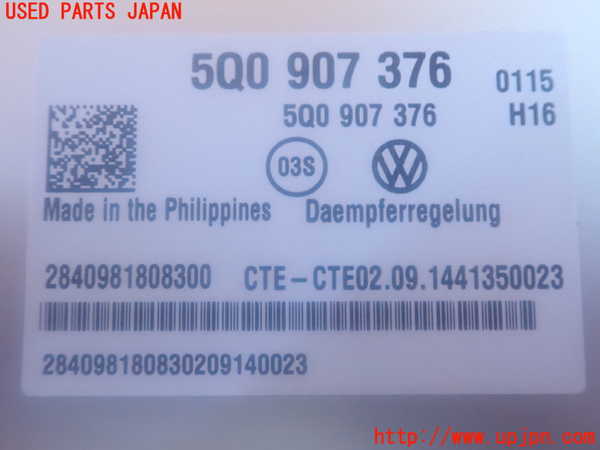 USED PARTS JAPAN
5Q0 907 376 0115
5Q0 907 376 H16
03S
Made in the Philippines Daempferregelung
2840981808300 CTE-CTE02.09.1441350023
284098180830209140023
http://www.upjpn.com/